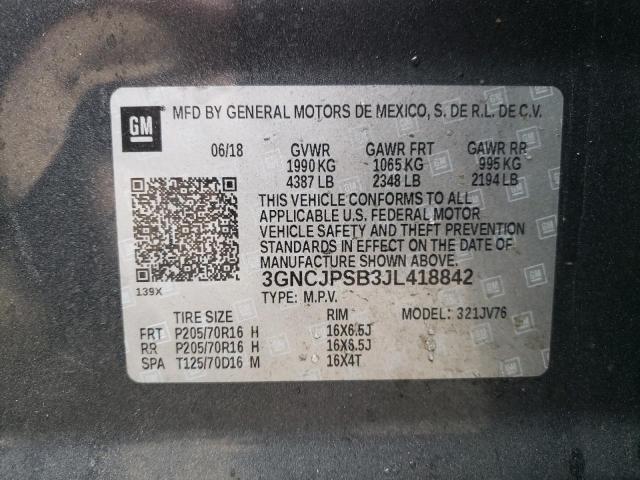 GM MFD BY GENERAL MOTORS DE MEXICO, S. DE R.L. DE C.V.
06/18 GVWR GAWR FRT GAWR RR
1990 KG 1065 KG 995 KG
4387 LB 2348 LB 2194 LB
THIS VEHICLE CONFORMS TO ALL
APPLICABLE U.S. FEDERAL MOTOR
VEHICLE SAFETY AND THEFT PREVENTION
STANDARDS IN EFFECT ON THE DATE OF
MANUFACTURE SHOWN ABOVE.
3GNCJPSB3JL418842
139X TYPE: M.P.V.
TIRE SIZE RIM MODEL: 321JV76
FRT P205/70R16 H 16X6.5J
RR P205/70R16 H 16X6.5J
SPA T125/70D16 M 16X4T